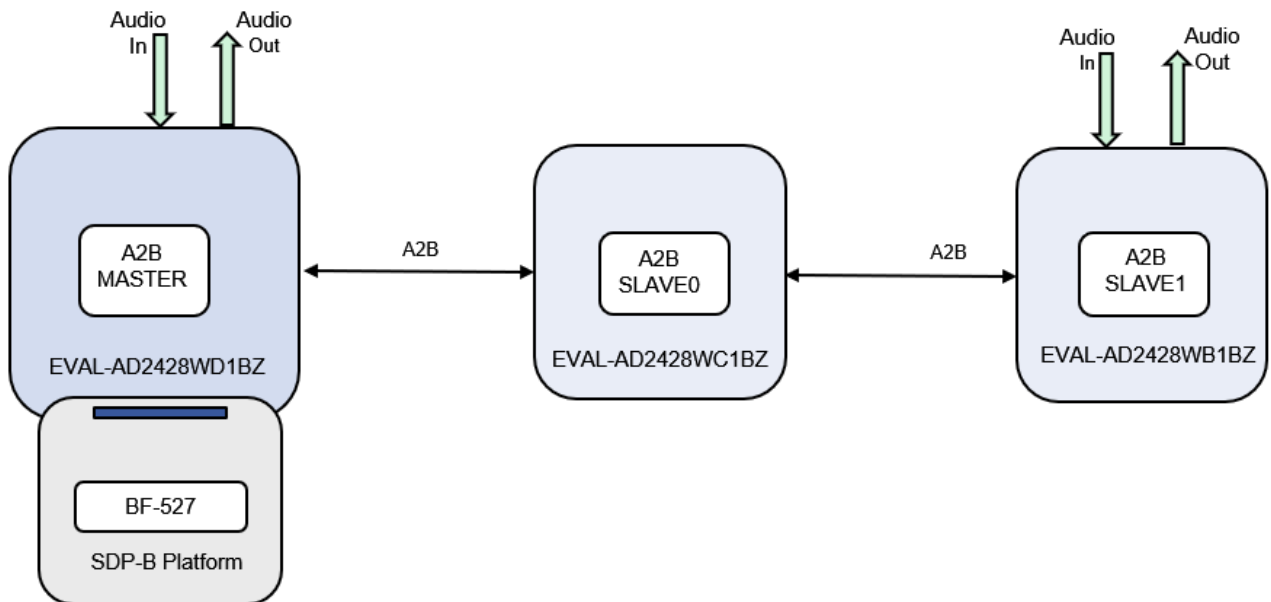 Audio
In
Audio
Out
A2B
MASTER
EVAL-AD2428WD1BZ
BF-527
SDP-B Platform
A2B
A2B
SLAVE0
EVAL-AD2428WC1BZ
A2B
Audio
In
Audio
Out
A2B
SLAVE1
EVAL-AD2428WB1BZ